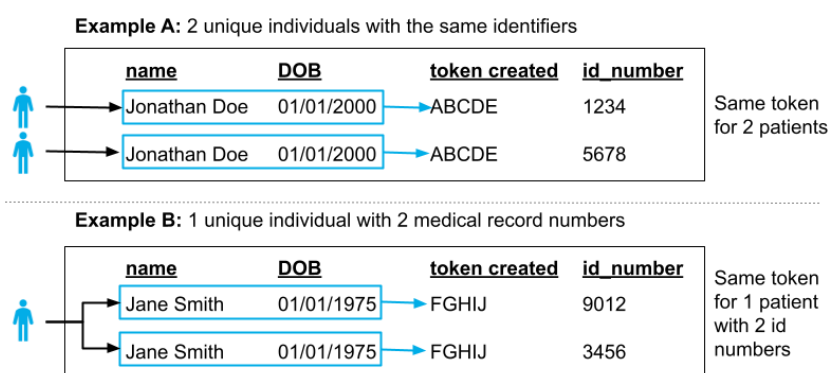 Example A: 2 unique individuals with the same identifiers
name DOB token created id_number
Jonathan Doe 01/01/2000 ABCDE 1234
Jonathan Doe 01/01/2000 ABCDE 5678
Same token
for 2 patients
Example B: 1 unique individual with 2 medical record numbers
name DOB token created id_number
Jane Smith 01/01/1975 FGHIJ 9012
Jane Smith 01/01/1975 FGHIJ 3456
Same token
for 1 patient
with 2 id
numbers